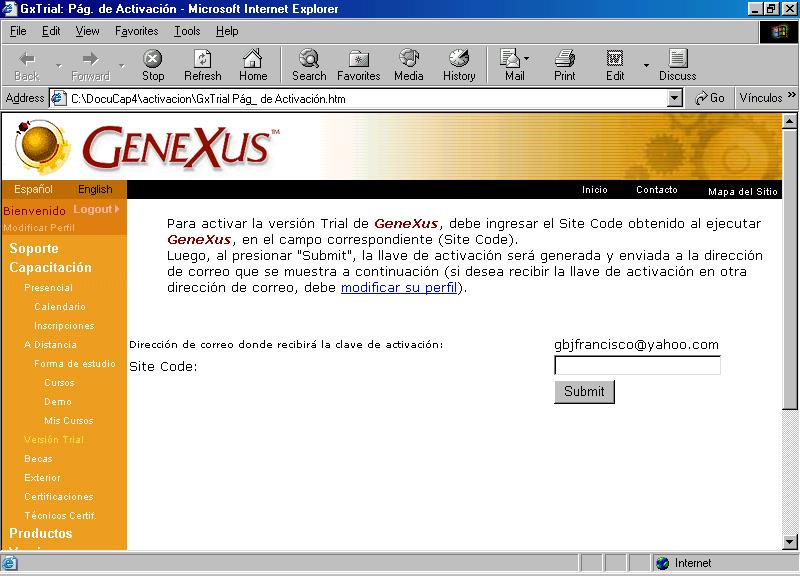 GxTrial: Pág. de Activación - Microsoft Internet Explorer
File Edit View Favorites Tools Help
Back Forward Stop Refresh Home Search Favorites Media History Mail Print Edit Discuss
Address C:\DocuCap4\activacion\GxTrial Pág_ de Activación.htm Go Vínculos »
GENEXUS™
Español English Inicio Contacto Mapa del Sitio
Bienvenido Logout
Modificar Perfil
Soporte
Capacitación
Presencial
Calendario
Inscripciones
A Distancia
Forma de estudio
Cursos
Demo
Mis Cursos
Versión Trial
Becas
Exterior
Certificaciones
Técnicos Certif.
Productos
Para activar la versión Trial de GeneXus, debe ingresar el Site Code obtenido al ejecutar
GeneXus, en el campo correspondiente (Site Code).
Luego, al presionar "Submit", la llave de activación será generada y enviada a la dirección
de correo que se muestra a continuación (si desea recibir la llave de activación en otra
dirección de correo, debe modificar su perfil).
Dirección de correo donde recibirá la clave de activación: gbjfrancisco@yahoo.com
Site Code:
Submit
Internet